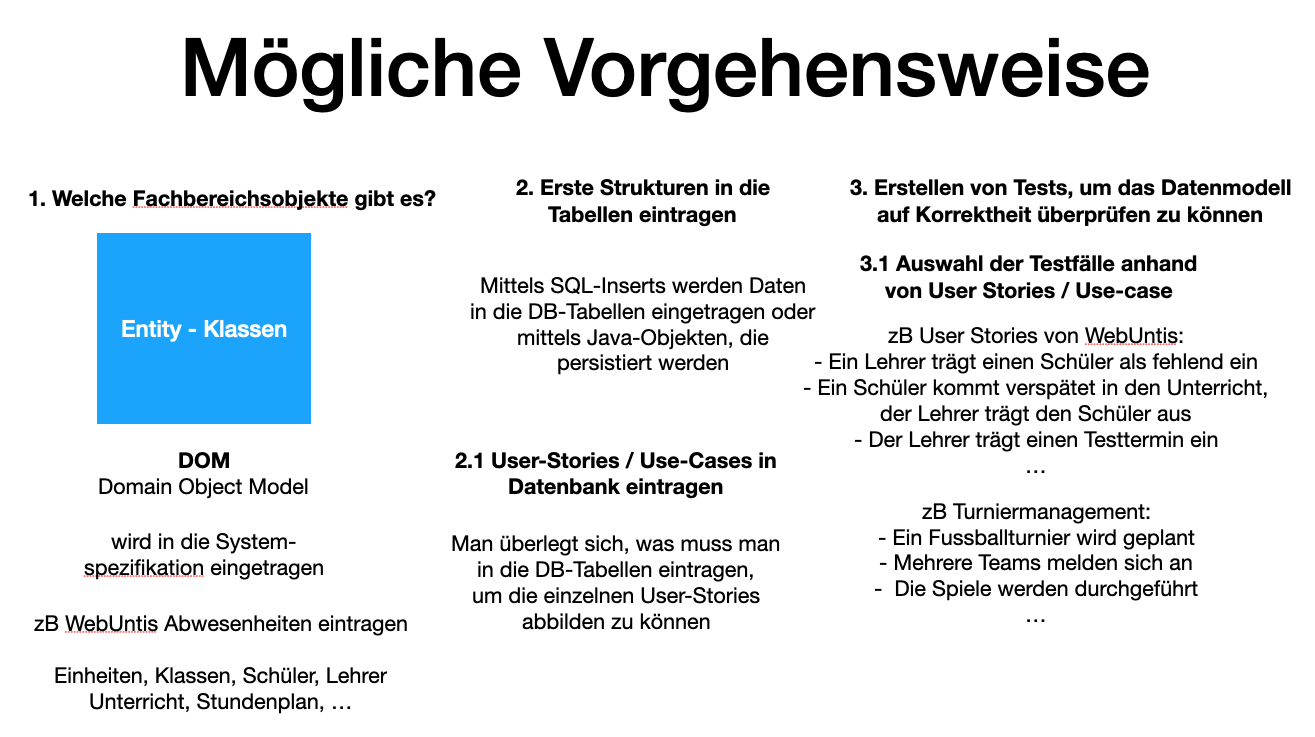 Mögliche Vorgehensweise
1. Welche Fachbereichsobjekte gibt es?
Entity - Klassen
DOM
Domain Object Model
wird in die System-
spezifikation eingetragen
zB WebUntis Abwesenheiten eintragen
Einheiten, Klassen, Schüler, Lehrer
Unterricht, Stundenplan, …
2. Erste Strukturen in die
Tabellen eintragen
Mittels SQL-Inserts werden Daten
in die DB-Tabellen eingetragen oder
mittels Java-Objekten, die
persistiert werden
2.1 User-Stories / Use-Cases in
Datenbank eintragen
Man überlegt sich, was muss man
in die DB-Tabellen eintragen,
um die einzelnen User-Stories
abbilden zu können
3. Erstellen von Tests, um das Datenmodell
auf Korrektheit überprüfen zu können
3.1 Auswahl der Testfälle anhand
von User Stories / Use-case
zB User Stories von WebUntis:
- Ein Lehrer trägt einen Schüler als fehlend ein
- Ein Schüler kommt verspätet in den Unterricht,
der Lehrer trägt den Schüler aus
- Der Lehrer trägt einen Testtermin ein
…
zB Turniermanagement:
- Ein Fussballturnier wird geplant
- Mehrere Teams melden sich an
- Die Spiele werden durchgeführt
…